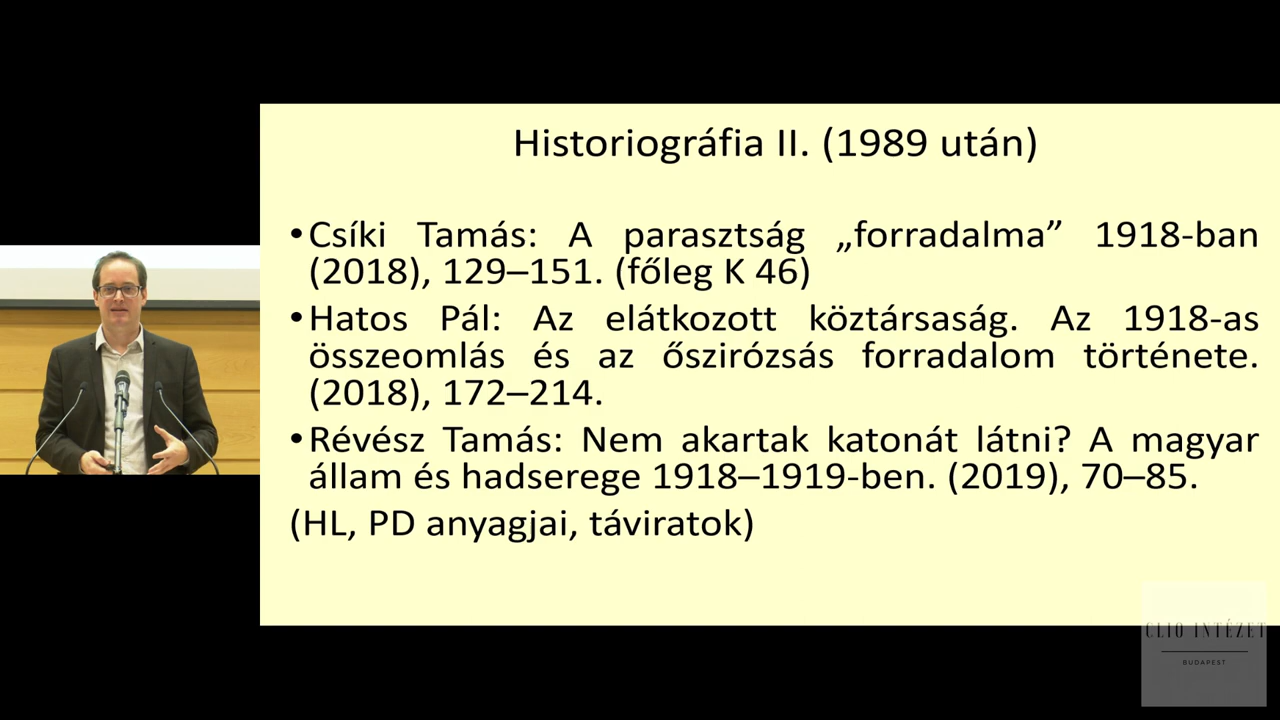 Historiográfia II. (1989 után)
•Csíki Tamás: A parasztság „forradalma” 1918-ban
(2018), 129–151. (főleg K 46)
•Hatos Pál: Az elátkozott köztársaság. Az 1918-as
összeomlás és az őszirózsás forradalom története.
(2018), 172–214.
•Révész Tamás: Nem akartak katonát látni? A magyar
állam és hadserege 1918–1919-ben. (2019), 70–85.
(HL, PD anyagjai, táviratok)
CLIO INTÉZET
BUDAPEST